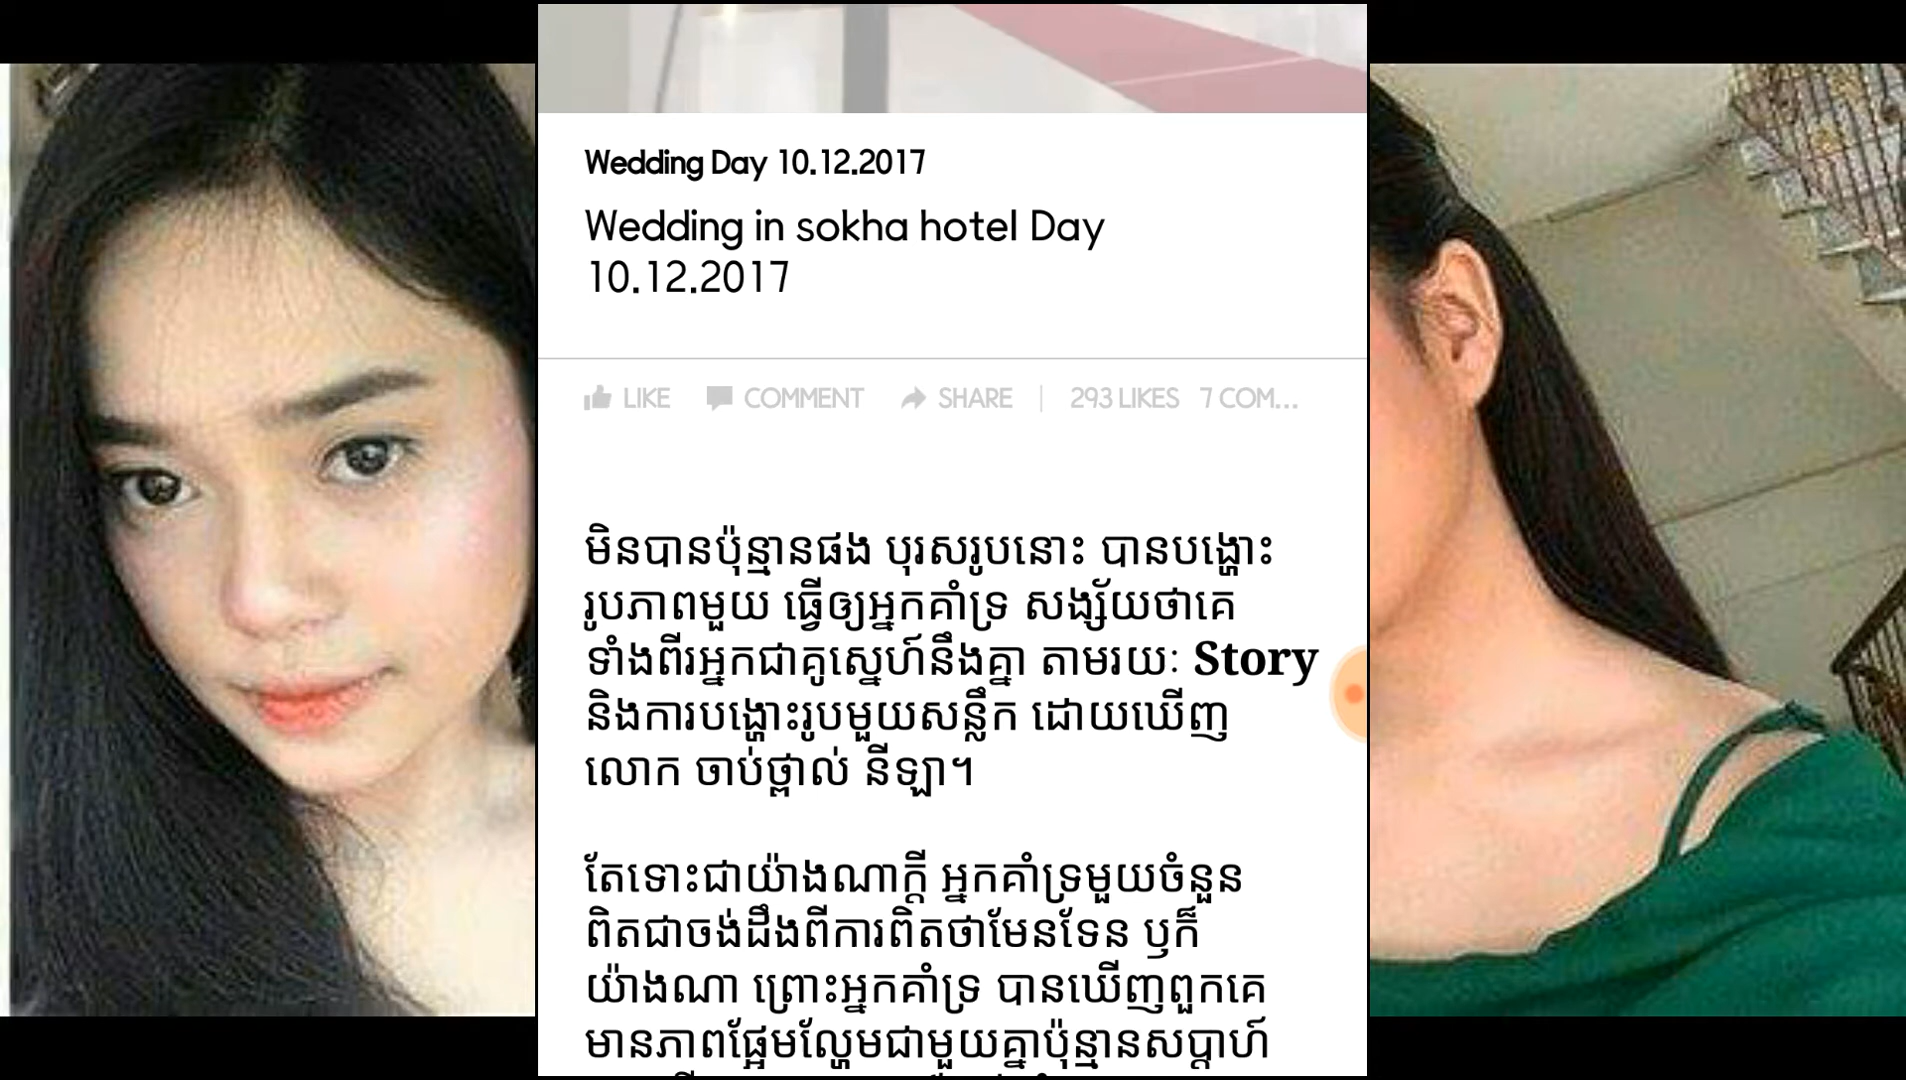 Wedding Day 10.12.2017
Wedding in sokha hotel Day
10.12.2017
LIKE COMMENT SHARE 293 LIKES 7 COM...
មិនបានប៉ុន្មានផង បុរសរូបនោះ បានបង្ហោះ
រូបភាពមួយ ធ្វើឲ្យអ្នកគាំទ្រ សង្ស័យថាគេ
ទាំងពីរអ្នកជាគូស្នេហ៍នឹងគ្នា តាមរយៈ Story
និងការបង្ហោះរូបមួយសន្លឹក ដោយឃើញ
លោក ចាប់ថ្ពាល់ នីឡា។
តែទោះជាយ៉ាងណាក្តី អ្នកគាំទ្រមួយចំនួន
ពិតជាចង់ដឹងពីការពិតថាមែនទែន ឫក៏
យ៉ាងណា ព្រោះអ្នកគាំទ្រ បានឃើញពួកគេ
មានភាពផ្អែមល្ហែមជាមួយគ្នាប៉ុន្មានសប្តាហ៍